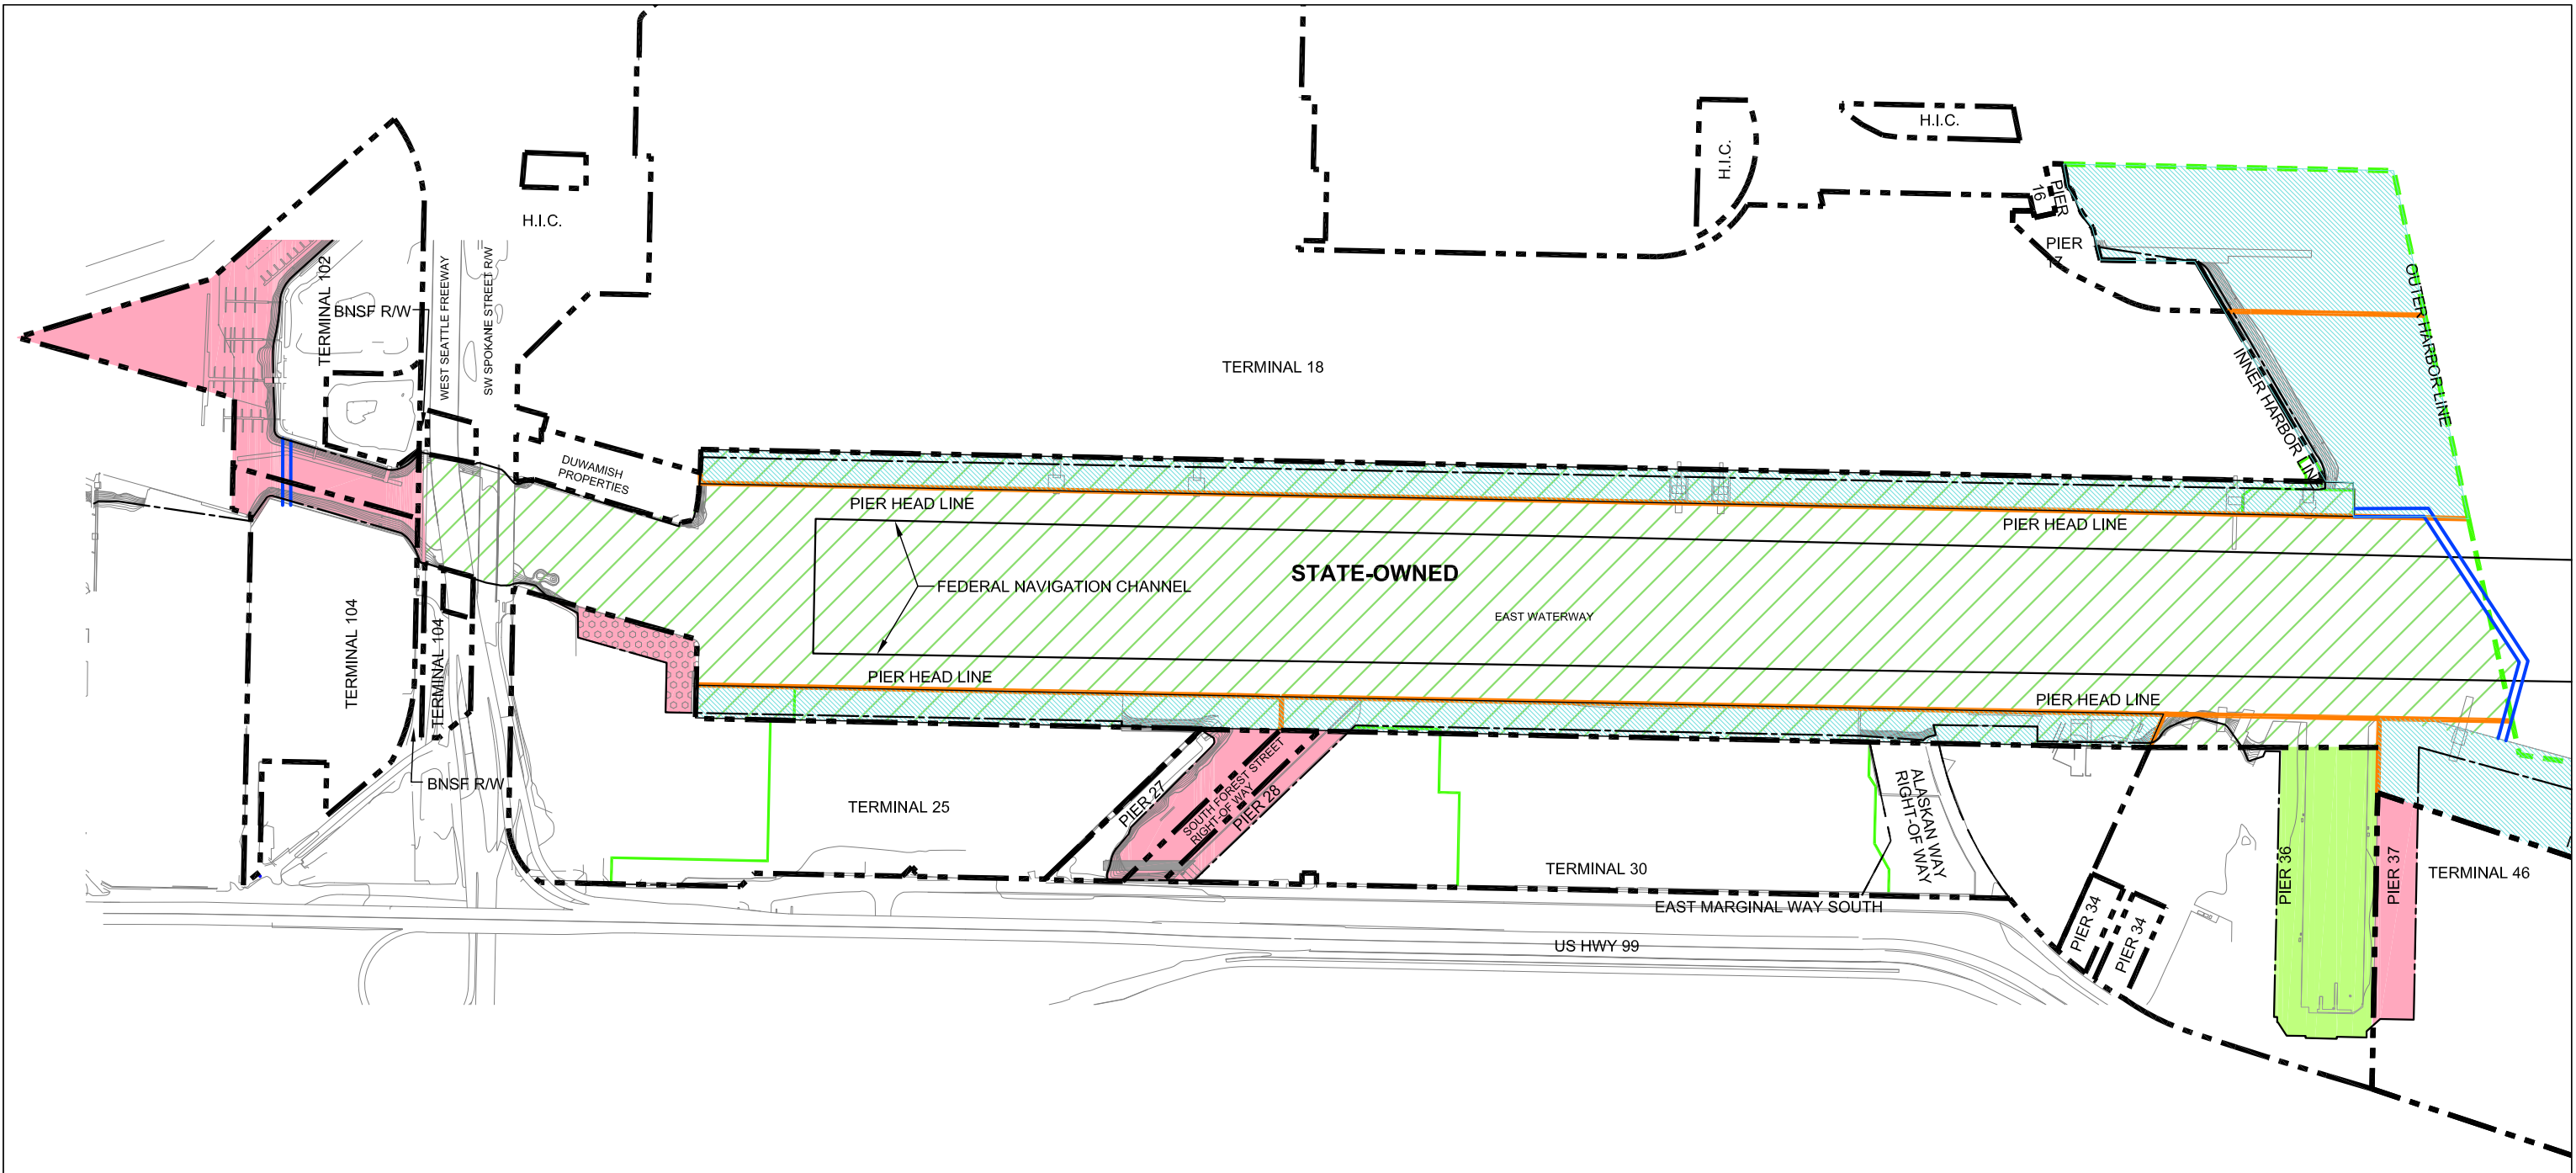 H.I.C.
H.I.C.
H.I.C.
PIER
16
PIER
17
TERMINAL 102
BNSF R/W
WEST SEATTLE FREEWAY
SW SPOKANE STREET R/W
OUTER HARBOR LINE
INNER HARBOR LINE
TERMINAL 18
DUWAMISH
PROPERTIES
PIER HEAD LINE
PIER HEAD LINE
FEDERAL NAVIGATION CHANNEL
STATE-OWNED
EAST WATERWAY
TERMINAL 104
TERMINAL 104
PIER HEAD LINE
PIER HEAD LINE
BNSF R/W
TERMINAL 25
PIER 27
SOUTH FOREST STREET
RIGHT-OF WAY
PIER 28
TERMINAL 30
ALASKAN WAY
RIGHT-OF WAY
EAST MARGINAL WAY SOUTH
US HWY 99
PIER 34
PIER 34
PIER 36
PIER 37
TERMINAL 46